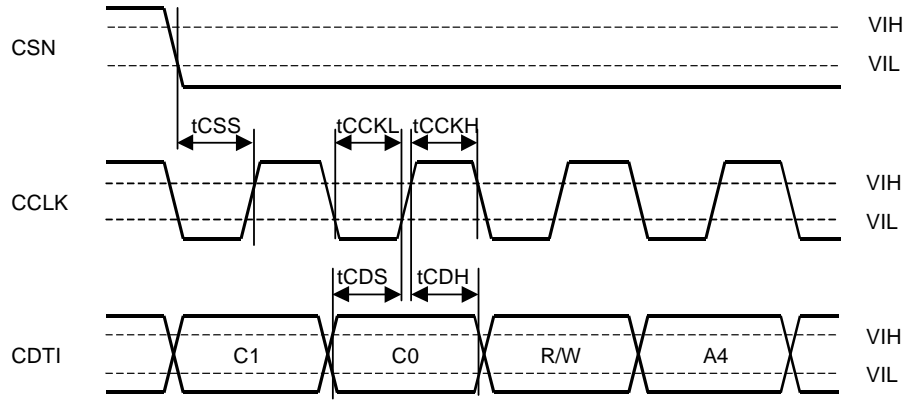 CSN
VIH
VIL
tCSS
tCCKL
tCCKH
CCLK
VIH
VIL
tCDS
tCDH
CDTI
C1
C0
R/W
A4
VIH
VIL